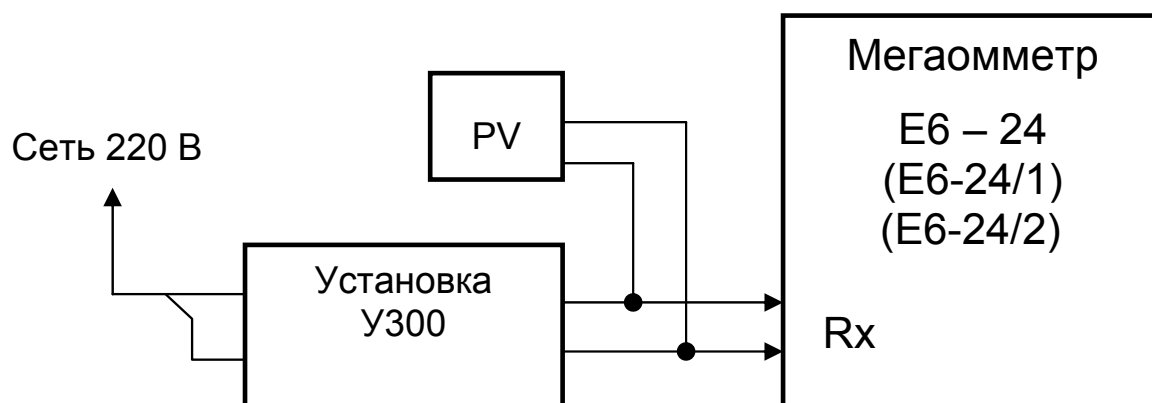 Сеть 220 В
PV
Установка
У300
Мегаомметр
Е6 – 24
(Е6-24/1)
(Е6-24/2)
Rx